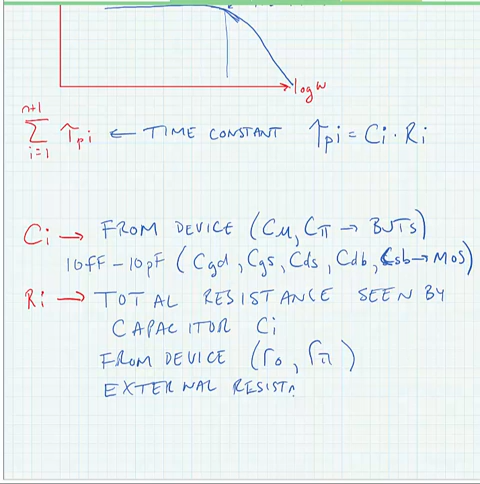 log ω
n+1
∑ τpi ← TIME CONSTANT τpi = Ci · Ri
i=1
Ci → FROM DEVICE (Cμ, Cπ → BJTs)
10fF – 10pF (Cgd, Cgs, Cds, Cdb, Csb → MOS)
Ri → TOTAL RESISTANCE SEEN BY
CAPACITOR Ci
FROM DEVICE (ro, rπ)
EXTERNAL RESISTA